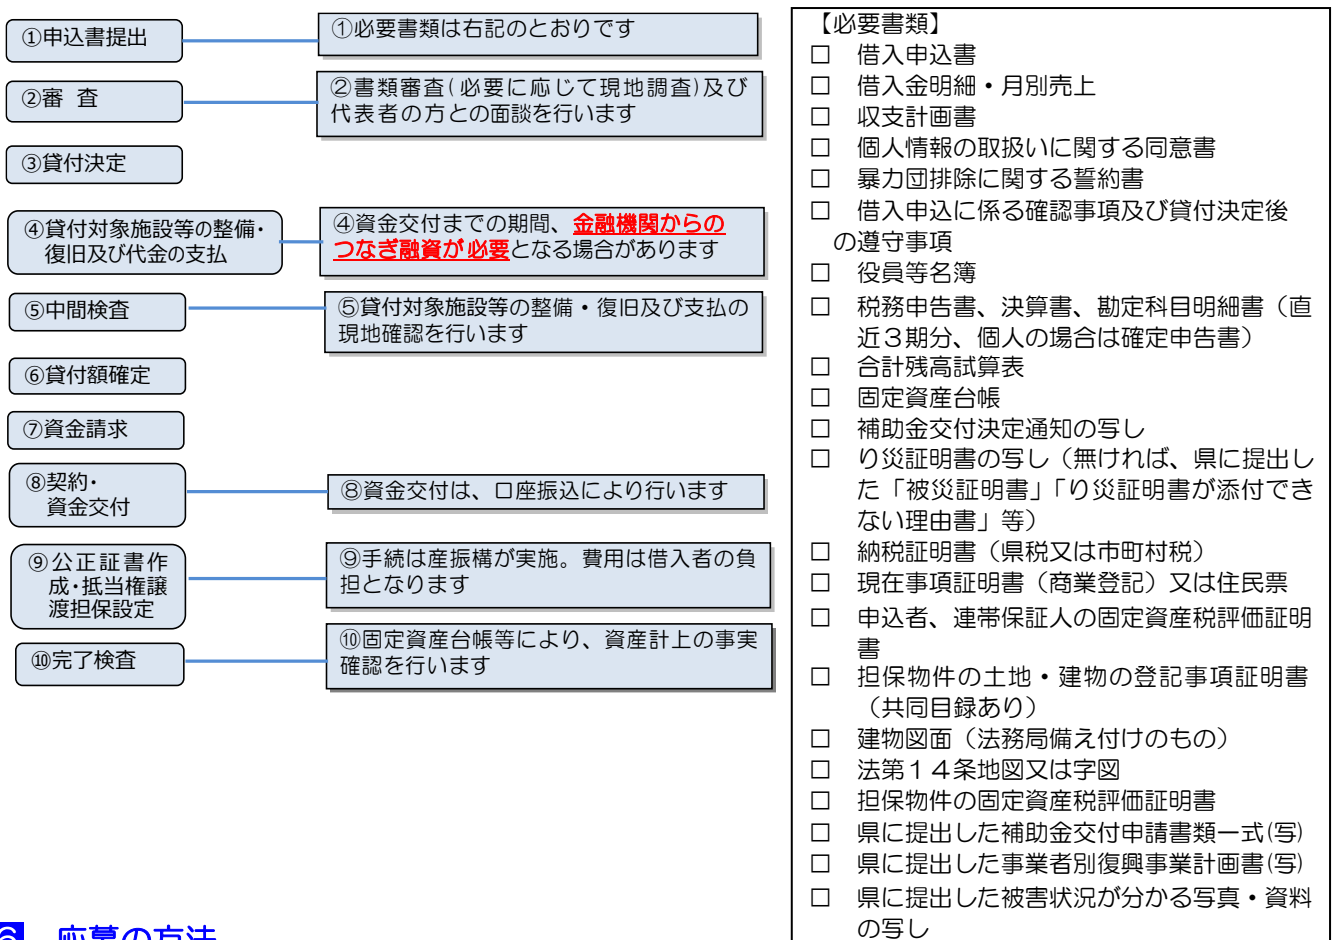 ①申込書提出
①必要書類は右記のとおりです
②審 査
②書類審査(必要に応じて現地調査)及び
代表者の方との面談を行います
③貸付決定
④貸付対象施設等の整備・
復旧及び代金の支払
④資金交付までの期間、金融機関からの
つなぎ融資が必要となる場合があります
⑤中間検査
⑤貸付対象施設等の整備・復旧及び支払の
現地確認を行います
⑥貸付額確定
⑦資金請求
⑧契約・
資金交付
⑧資金交付は、口座振込により行います
⑨公正証書作
成・抵当権譲
渡担保設定
⑨手続は産振構が実施。費用は借入者の負
担となります
⑩完了検査
⑩固定資産台帳等により、資産計上の事実
確認を行います
【必要書類】
□ 借入申込書
□ 借入金明細・月別売上
□ 収支計画書
□ 個人情報の取扱いに関する同意書
□ 暴力団排除に関する誓約書
□ 借入申込に係る確認事項及び貸付決定後
の遵守事項
□ 役員等名簿
□ 税務申告書、決算書、勘定科目明細書（直
近３期分、個人の場合は確定申告書）
□ 合計残高試算表
□ 固定資産台帳
□ 補助金交付決定通知の写し
□ り災証明書の写し（無ければ、県に提出し
た「被災証明書」「り災証明書が添付でき
ない理由書」等）
□ 納税証明書（県税又は市町村税）
□ 現在事項証明書（商業登記）又は住民票
□ 申込者、連帯保証人の固定資産税評価証明
書
□ 担保物件の土地・建物の登記事項証明書
（共同目録あり）
□ 建物図面（法務局備え付けのもの）
□ 法第１４条地図又は字図
□ 担保物件の固定資産税評価証明書
□ 県に提出した補助金交付申請書類一式(写)
□ 県に提出した事業者別復興事業計画書(写)
□ 県に提出した被害状況が分かる写真・資料
の写し
６ 応募の方法